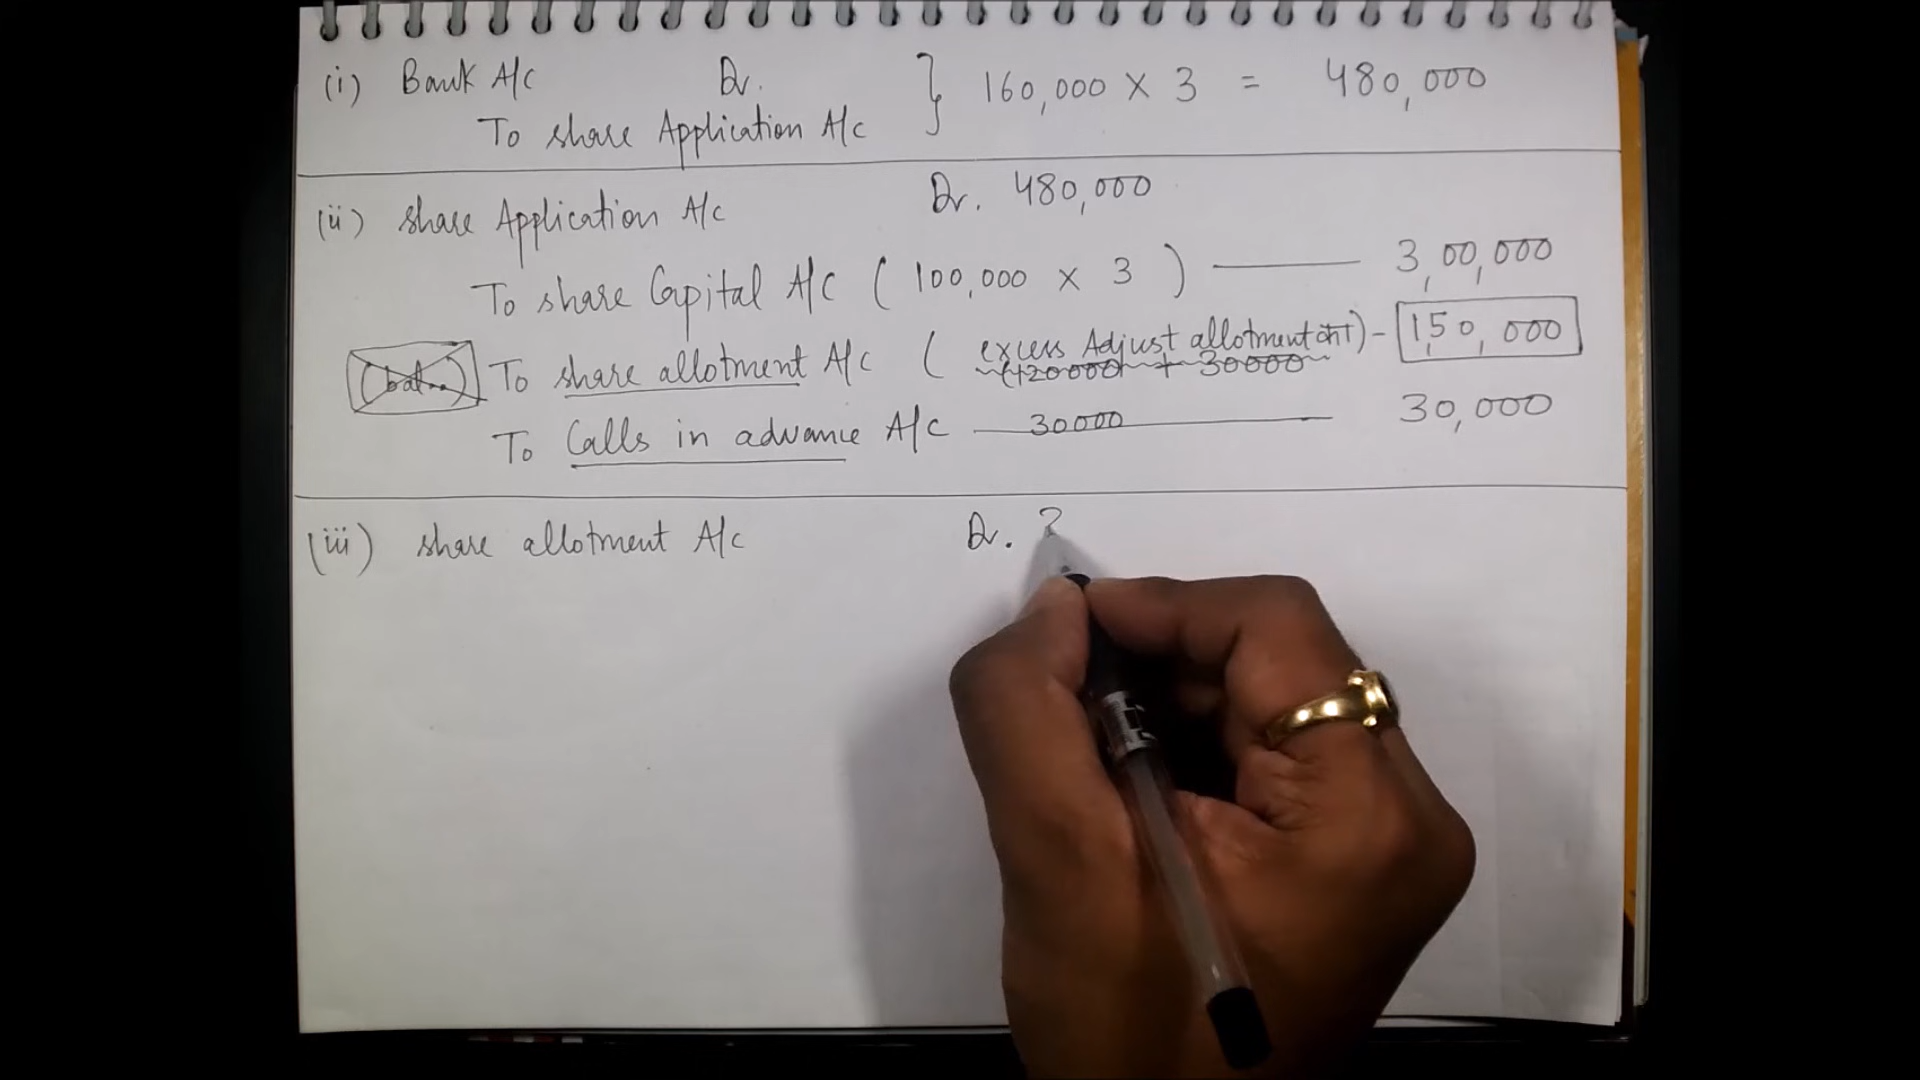 (i) Bank A/c Dr. } 160,000 X 3 = 480,000
To share Application A/c
(ii) share Application A/c Dr. 480,000
To share Capital A/c ( 100,000 x 3 ) — 3,00,000
(bal...) To share allotment A/c ( excess Adjust allotment) - 1,50,000
(120000 + 30000
To Calls in advance A/c — 30000 — 30,000
(iii) share allotment A/c Dr.